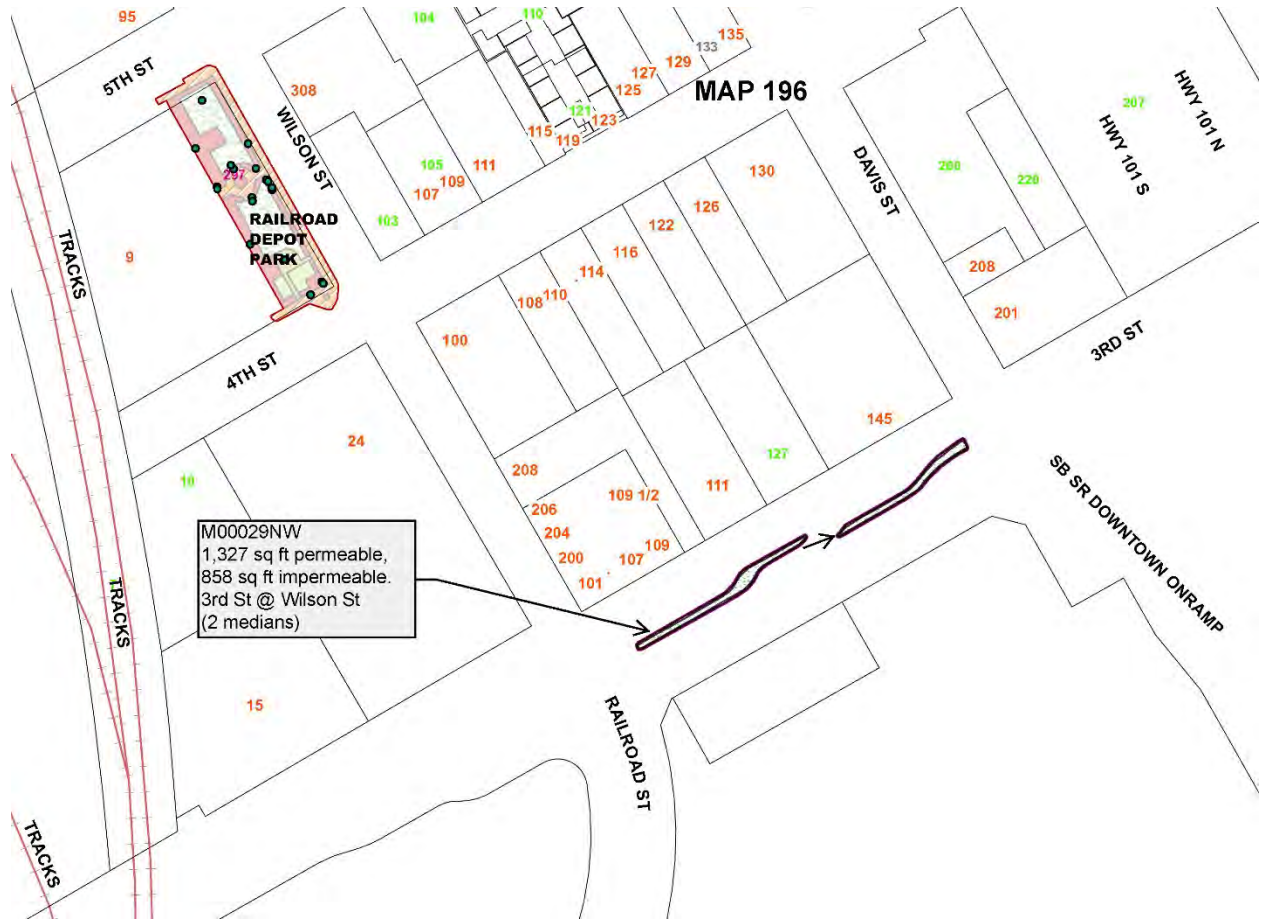 95
104
110
135
133
129
127
125
5TH ST
308
MAP 196
HWY 101 N
207
HWY 101 S
WILSON ST
121
123
115
119
297
105
111
109
107
103
130
DAVIS ST
200
220
RAILROAD
DEPOT
PARK
TRACKS
9
126
122
116
114
110
108
208
201
100
3RD ST
4TH ST
24
145
10
127
208
111
109 1/2
206
204
200
101
107
109
SB SR DOWNTOWN ONRAMP
M00029NW
1,327 sq ft permeable,
858 sq ft impermeable.
3rd St @ Wilson St
(2 medians)
TRACKS
15
RAILROAD ST
TRACKS